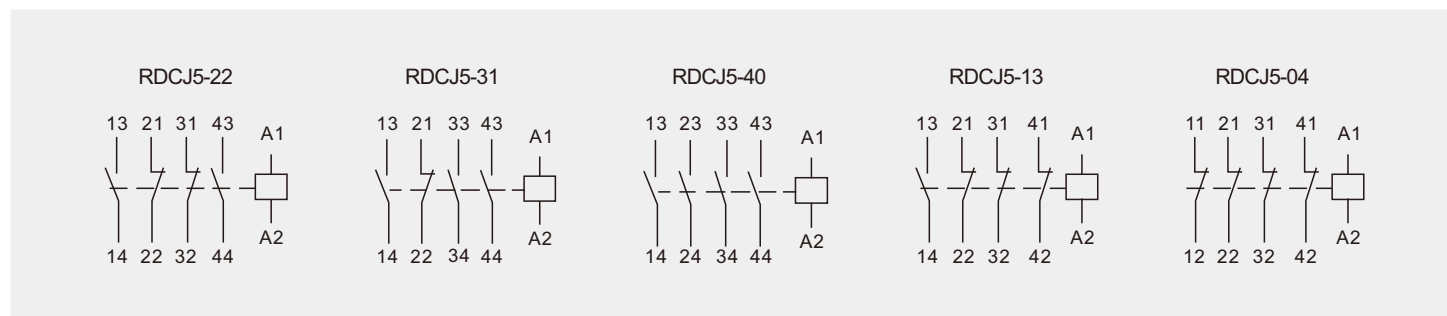 RDCJ5-22 RDCJ5-31 RDCJ5-40 RDCJ5-13 RDCJ5-04
13 21 31 43 A1 13 21 33 43 A1 13 23 33 43 A1 13 21 31 41 A1 11 21 31 41 A1
14 22 32 44 A2 14 22 34 44 A2 14 24 34 44 A2 14 22 32 42 A2 12 22 32 42 A2